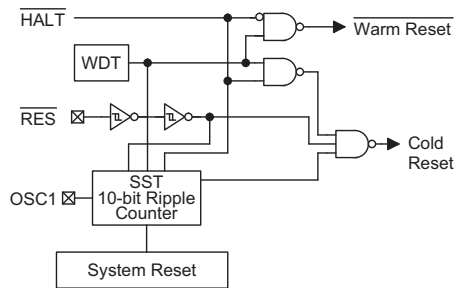 HALT
Warm Reset
WDT
RES
Cold
Reset
SST
10-bit Ripple
Counter
OSC1
System Reset